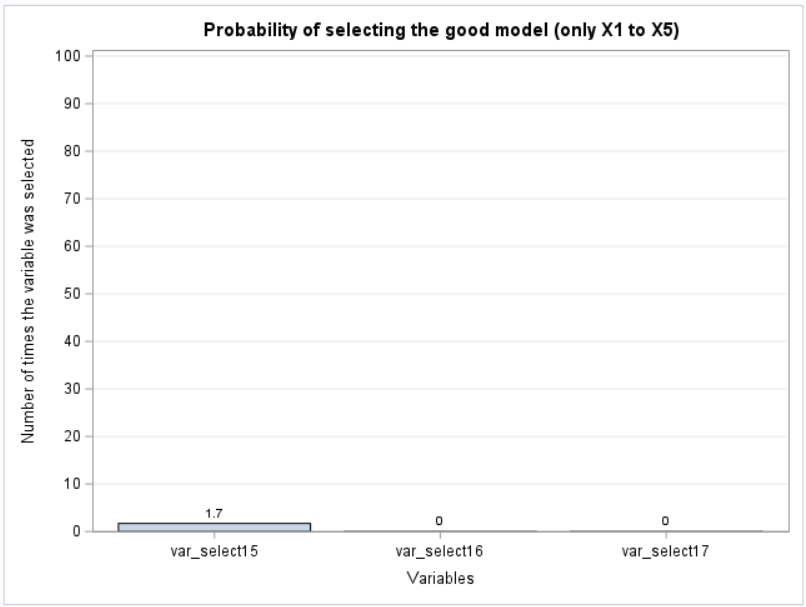 Probability of selecting the good model (only X1 to X5)
Number of times the variable was selected
100
90
80
70
60
50
40
30
20
10
0
1.7
0
0
var_select15
var_select16
var_select17
Variables